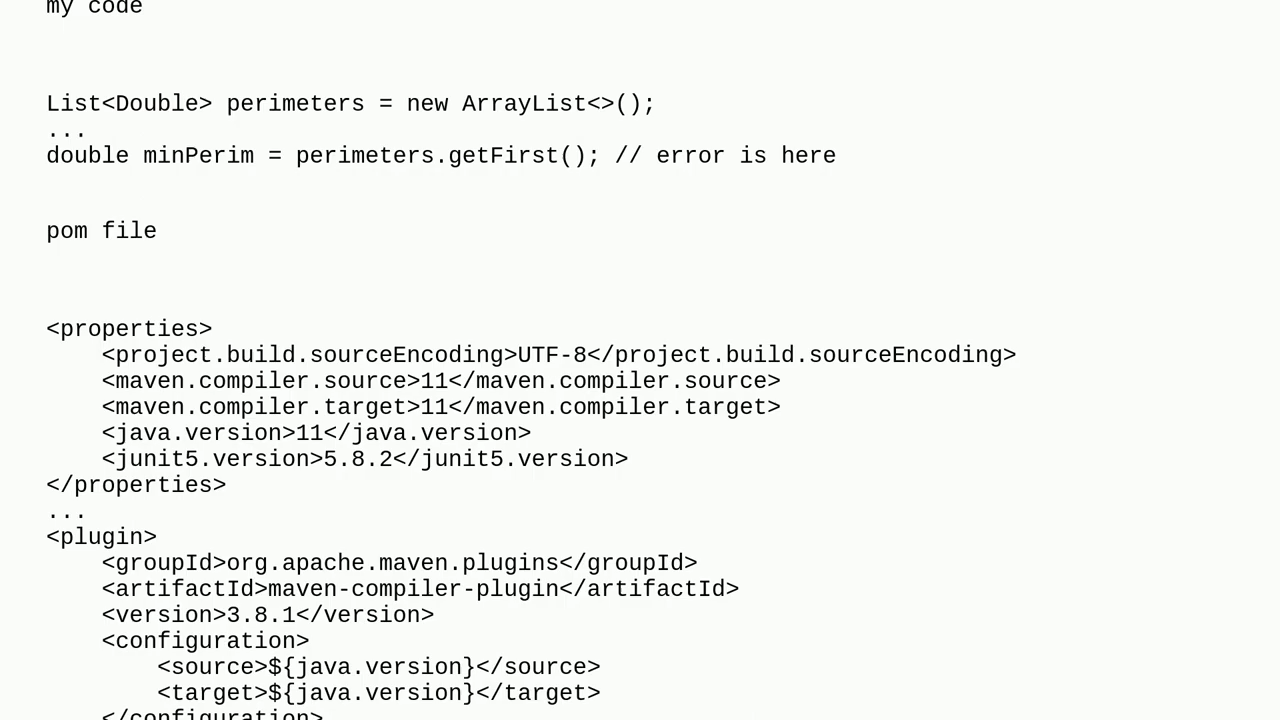 my code
List<Double> perimeters = new ArrayList<>();
...
double minPerim = perimeters.getFirst(); // error is here
pom file
<properties>
    <project.build.sourceEncoding>UTF-8</project.build.sourceEncoding>
    <maven.compiler.source>11</maven.compiler.source>
    <maven.compiler.target>11</maven.compiler.target>
    <java.version>11</java.version>
    <junit5.version>5.8.2</junit5.version>
</properties>
...
<plugin>
    <groupId>org.apache.maven.plugins</groupId>
    <artifactId>maven-compiler-plugin</artifactId>
    <version>3.8.1</version>
    <configuration>
        <source>${java.version}</source>
        <target>${java.version}</target>
    </configuration>